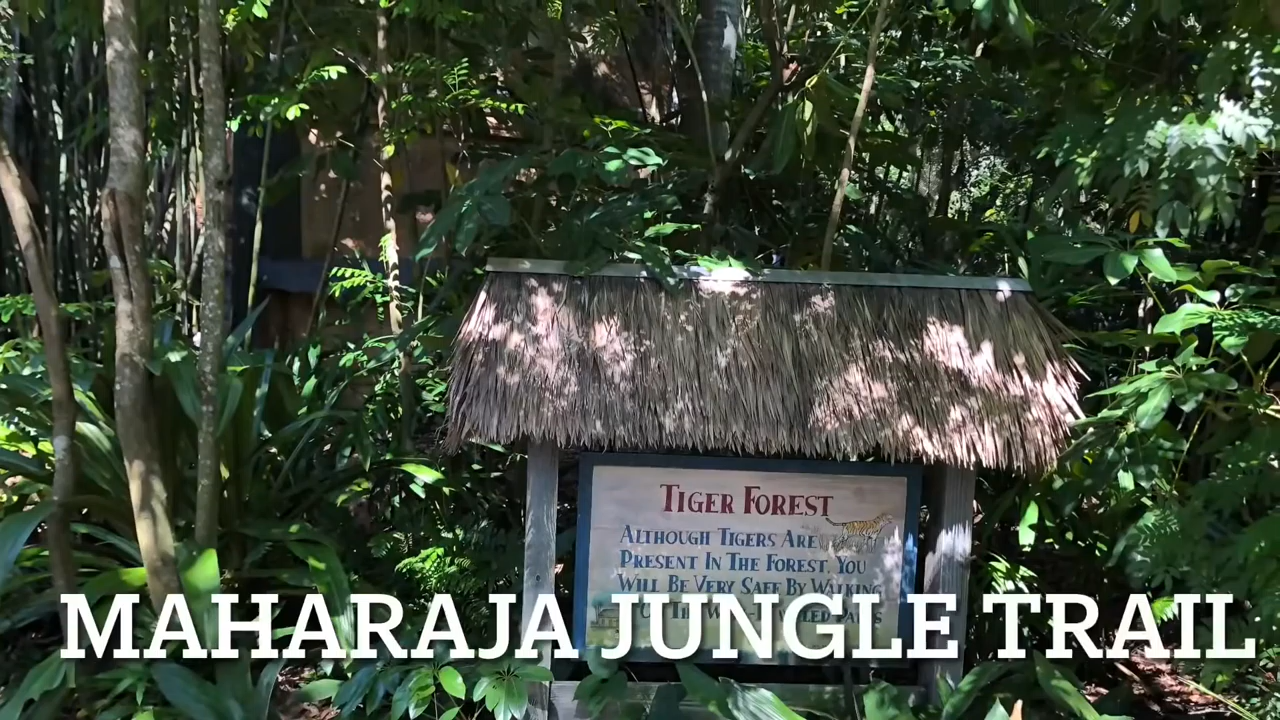 TIGER FOREST
ALTHOUGH TIGERS ARE
PRESENT IN THE FOREST, YOU
WILL BE VERY SAFE BY WALKING
MAHARAJA JUNGLE TRAIL